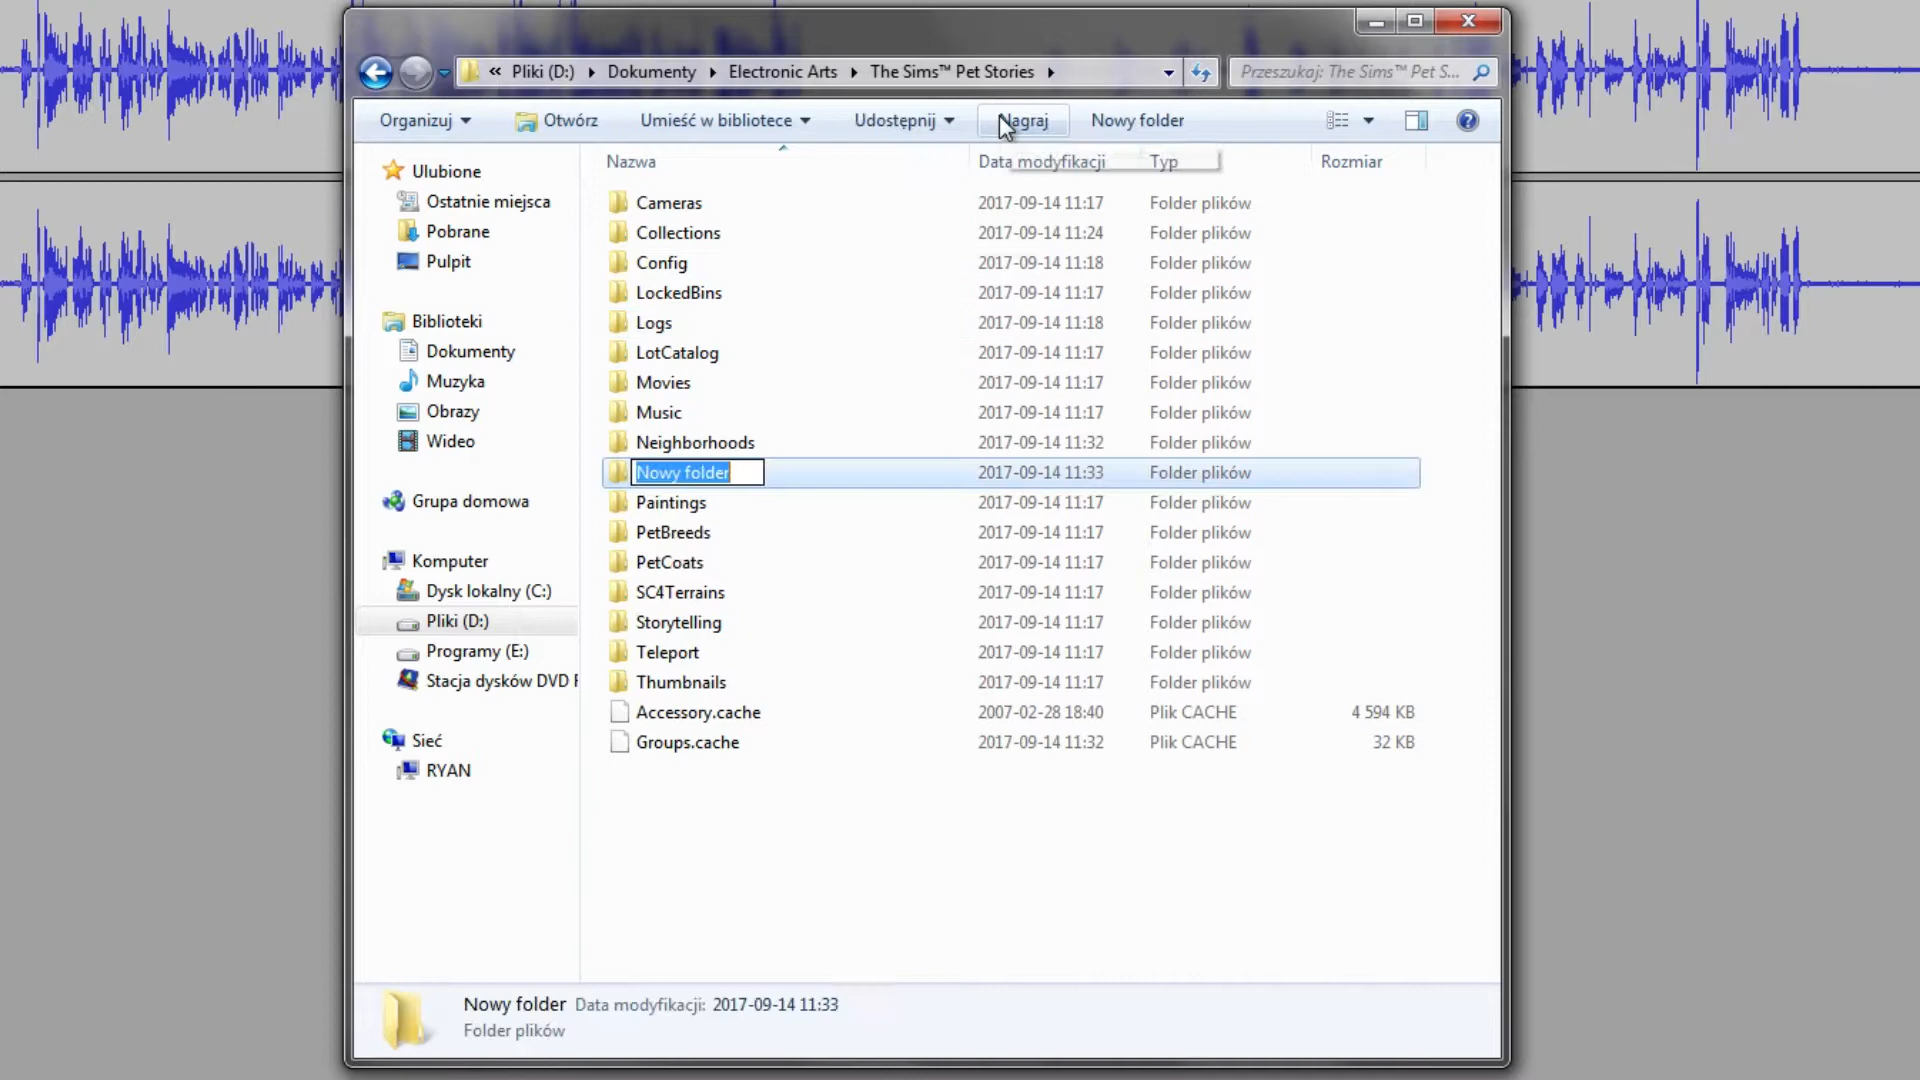 « Pliki (D:) Dokumenty Electronic Arts The Sims™ Pet Stories Przeszukaj: The Sims™ Pet S...
Organizuj Otwórz Umieść w bibliotece Udostępnij Nagraj Nowy folder
Ulubione
Ostatnie miejsca
Pobrane
Pulpit
Biblioteki
Dokumenty
Muzyka
Obrazy
Wideo
Grupa domowa
Komputer
Dysk lokalny (C:)
Pliki (D:)
Programy (E:)
Stacja dysków DVD
Sieć
RYAN
Nazwa Data modyfikacji Typ Rozmiar
Cameras 2017-09-14 11:17 Folder plików
Collections 2017-09-14 11:24 Folder plików
Config 2017-09-14 11:18 Folder plików
LockedBins 2017-09-14 11:17 Folder plików
Logs 2017-09-14 11:18 Folder plików
LotCatalog 2017-09-14 11:17 Folder plików
Movies 2017-09-14 11:17 Folder plików
Music 2017-09-14 11:17 Folder plików
Neighborhoods 2017-09-14 11:32 Folder plików
Nowy folder 2017-09-14 11:33 Folder plików
Paintings 2017-09-14 11:17 Folder plików
PetBreeds 2017-09-14 11:17 Folder plików
PetCoats 2017-09-14 11:17 Folder plików
SC4Terrains 2017-09-14 11:17 Folder plików
Storytelling 2017-09-14 11:17 Folder plików
Teleport 2017-09-14 11:17 Folder plików
Thumbnails 2017-09-14 11:17 Folder plików
Accessory.cache 2007-02-28 18:40 Plik CACHE 4 594 KB
Groups.cache 2017-09-14 11:32 Plik CACHE 32 KB
Nowy folder Data modyfikacji: 2017-09-14 11:33
Folder plików